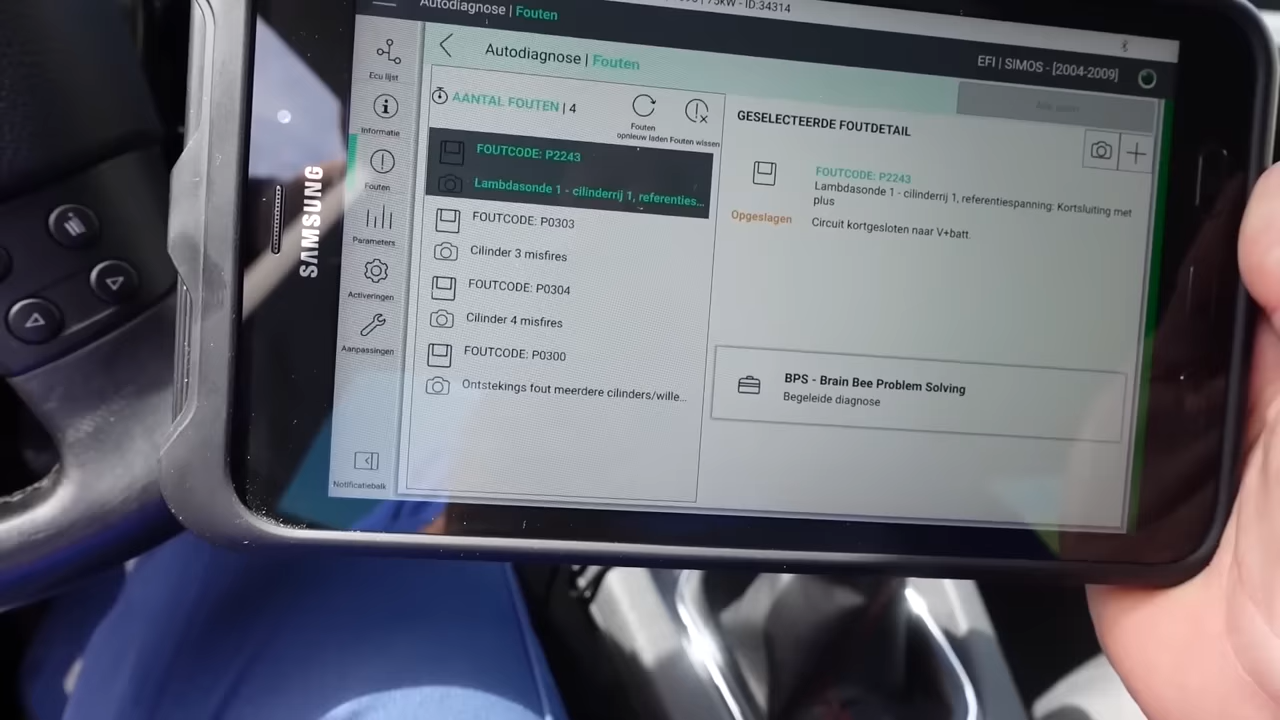 75kW - ID:34314
Autodiagnose | Fouten
EFI | SIMOS - [2004-2009]
Autodiagnose | Fouten
Ecu lijst
Informatie
Fouten
Parameters
Activeringen
Aanpassingen
Notificatiebalk
AANTAL FOUTEN | 4
Fouten
opnieuw laden
Fouten wissen
FOUTCODE: P2243
Lambdasonde 1 - cilinderrij 1, referenties...
FOUTCODE: P0303
Cilinder 3 misfires
FOUTCODE: P0304
Cilinder 4 misfires
FOUTCODE: P0300
Ontstekings fout meerdere cilinders/wille...
GESELECTEERDE FOUTDETAIL
FOUTCODE: P2243
Lambdasonde 1 - cilinderrij 1, referentiespanning: Kortsluiting met
plus
Opgeslagen
Circuit kortgesloten naar V+batt.
BPS - Brain Bee Problem Solving
Begeleide diagnose
SAMSUNG